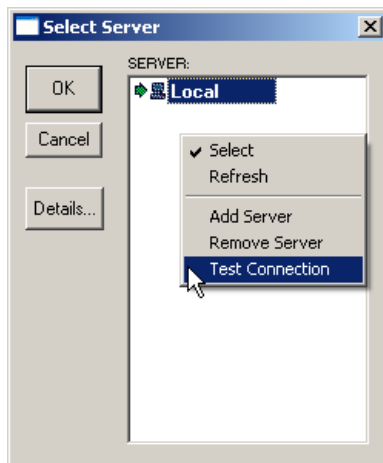 Select Server
SERVER:
OK
Local
Cancel
Select
Refresh
Details...
Add Server
Remove Server
Test Connection